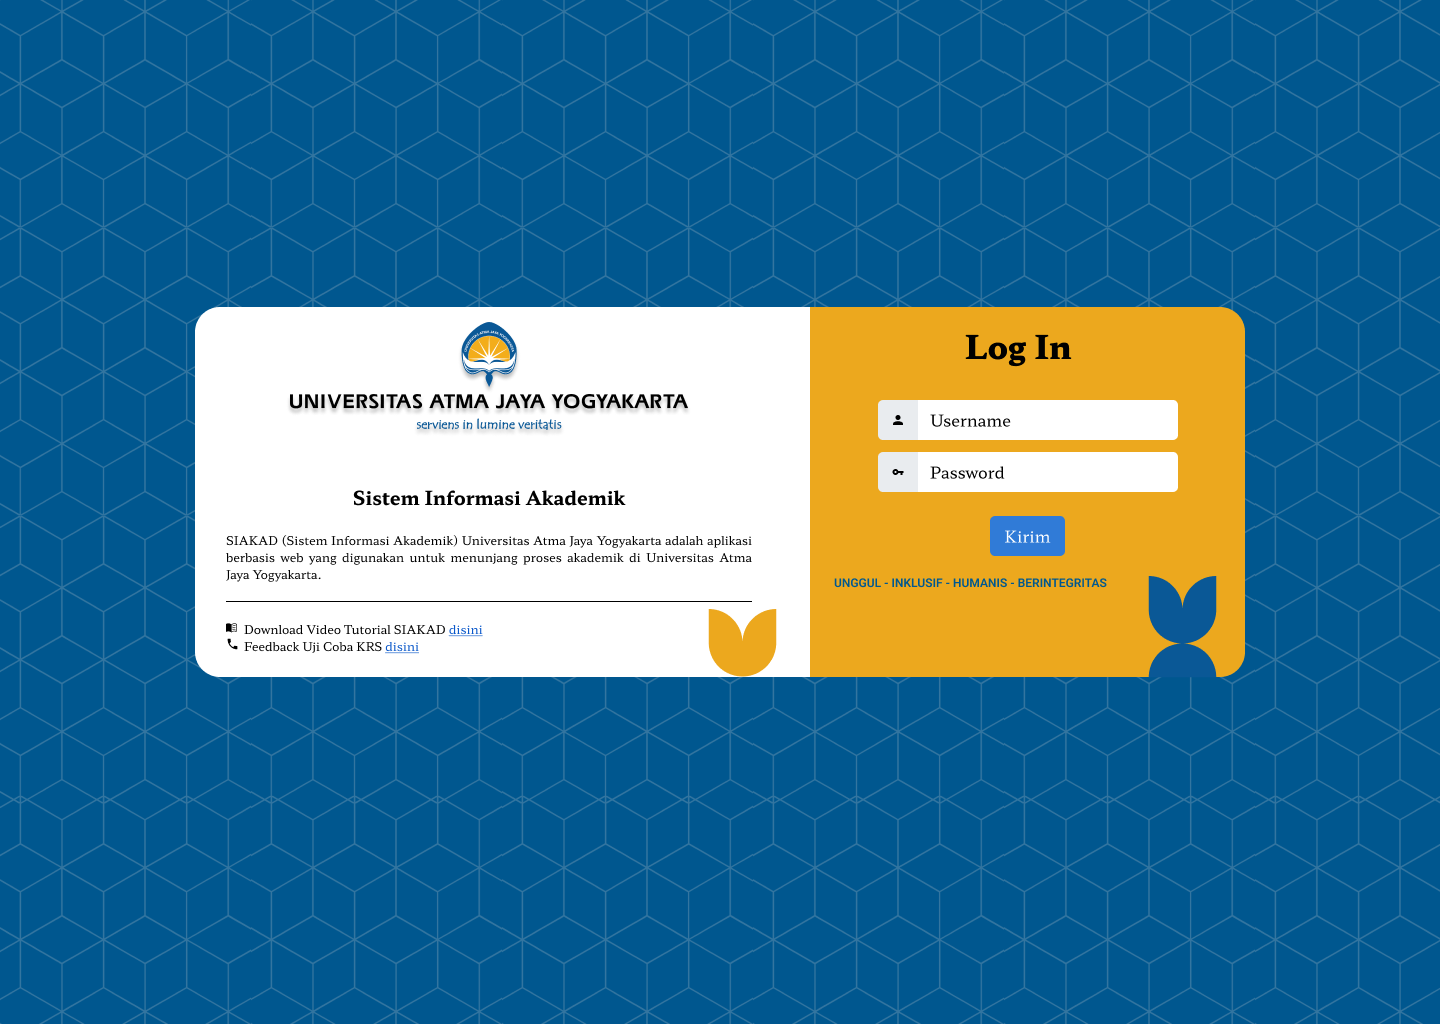 UNIVERSITAS ATMA JAYA YOGYAKARTA
serviens in lumine veritatis
Sistem Informasi Akademik
SIAKAD (Sistem Informasi Akademik) Universitas Atma Jaya Yogyakarta adalah aplikasi
berbasis web yang digunakan untuk menunjang proses akademik di Universitas Atma
Jaya Yogyakarta.
Download Video Tutorial SIAKAD disini
Feedback Uji Coba KRS disini
Log In
Username
Password
Kirim
UNGGUL - INKLUSIF - HUMANIS - BERINTEGRITAS